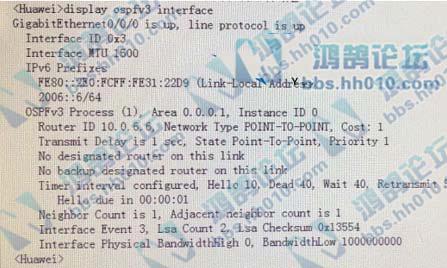 <Huawei>display ospfv3 interface
GigabitEthernet0/0/0 is up, line protocol is up
Interface ID 0x3
Interface MTU 1500
IPv6 Prefixes
FE80::2E0:FCFF:FE31:22D9 (Link-Local Address)
2006::6/64
OSPFv3 Process (1), Area 0.0.0.1, Instance ID 0
Router ID 10.0.5.5, Network Type POINT-TO-POINT, Cost: 1
Transmit Delay is 1 sec, State Point-To-Point, Priority 1
No designated router on this link
No backup designated router on this link
Timer interval configured, Hello 10, Dead 40, Wait 40, Retransmit 5
Hello due in 00:00:01
Neighbor Count is 1, Adjacent neighbor count is 1
Interface Event 3, Lsa Count 2, Lsa Checksum 0x13554
Interface Physical BandwidthHigh 0, BandwidthLow 1000000000
<Huawei>
鸿鹄论坛
bbs.hh010.com